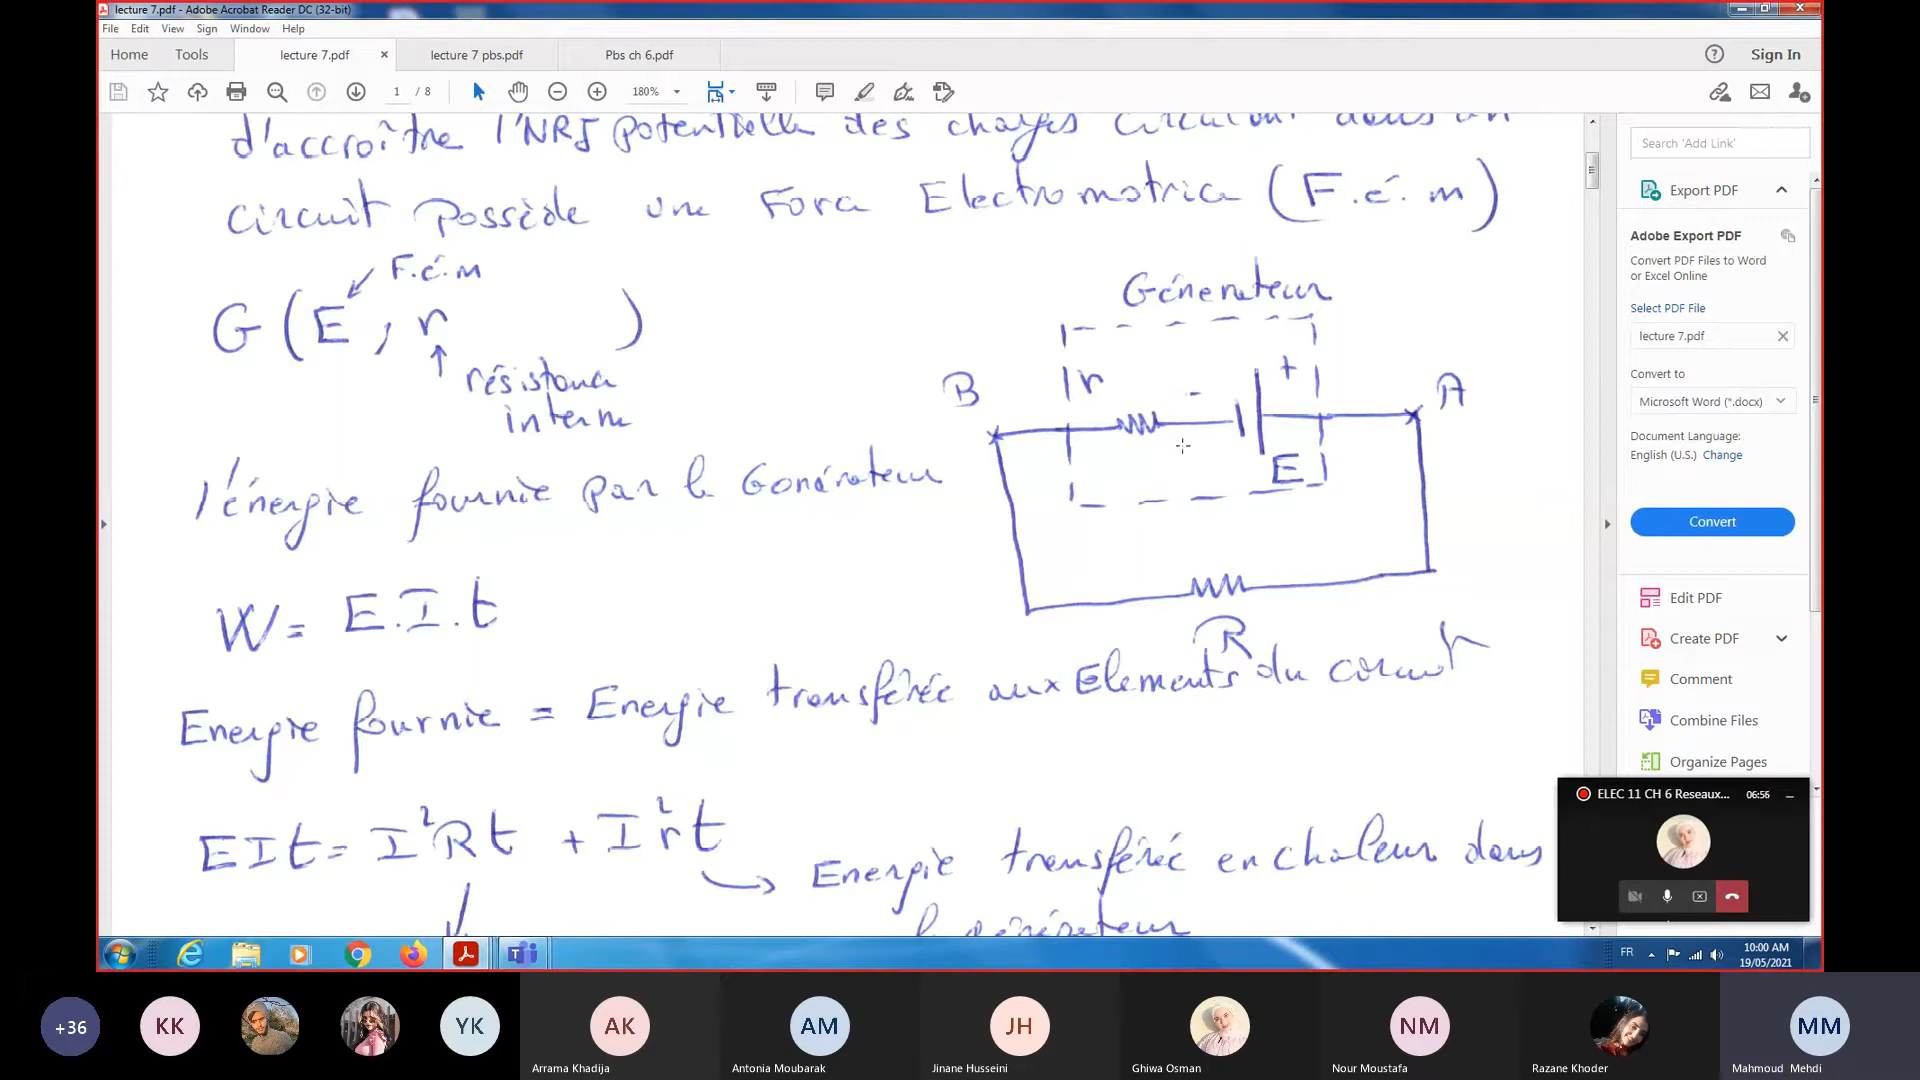 lecture 7.pdf - Adobe Acrobat Reader DC (32-bit)
File Edit View Sign Window Help
Home Tools lecture 7.pdf × lecture 7 pbs.pdf Pbs ch 6.pdf Sign In
1 / 8 180%
d'accroître l'NRJ potentielle des charges circulant dans un
circuit possède une Force Electromotrice (F.é.m)
F.é.m
G (E, r )
résistance
interne
Génerateur
B r - + A
E
l'énergie fournie par le Générateur
W = E.I.t
R
Energie fournie = Energie transférée aux Elements du circuit
EIt = I²Rt + I²rt
Energie transférée en chaleur dans
le générateur
Search 'Add Link'
Export PDF
Adobe Export PDF
Convert PDF Files to Word
or Excel Online
Select PDF File
lecture 7.pdf ×
Convert to
Microsoft Word (*.docx)
Document Language:
English (U.S.) Change
Convert
Edit PDF
Create PDF
Comment
Combine Files
Organize Pages
ELEC 11 CH 6 Reseaux... 06:56
FR 10:00 AM
19/05/2021
+36 KK YK AK AM JH NM MM
Arrama Khadija Antonia Moubarak Jinane Husseini Ghiwa Osman Nour Moustafa Razane Khoder Mahmoud Mehdi